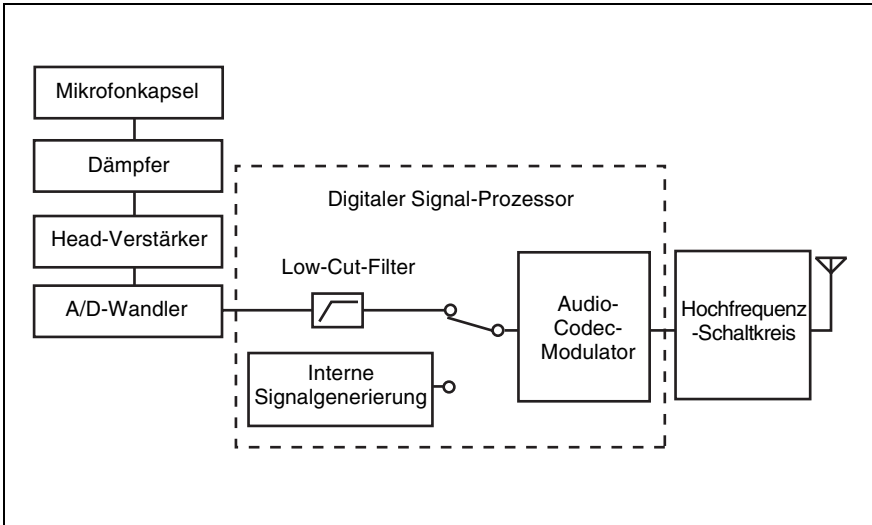 Mikrofonkapsel
Dämpfer
Head-Verstärker
A/D-Wandler
Digitaler Signal-Prozessor
Low-Cut-Filter
Interne
Signalgenerierung
Audio-
Codec-
Modulator
Hochfrequenz
-Schaltkreis